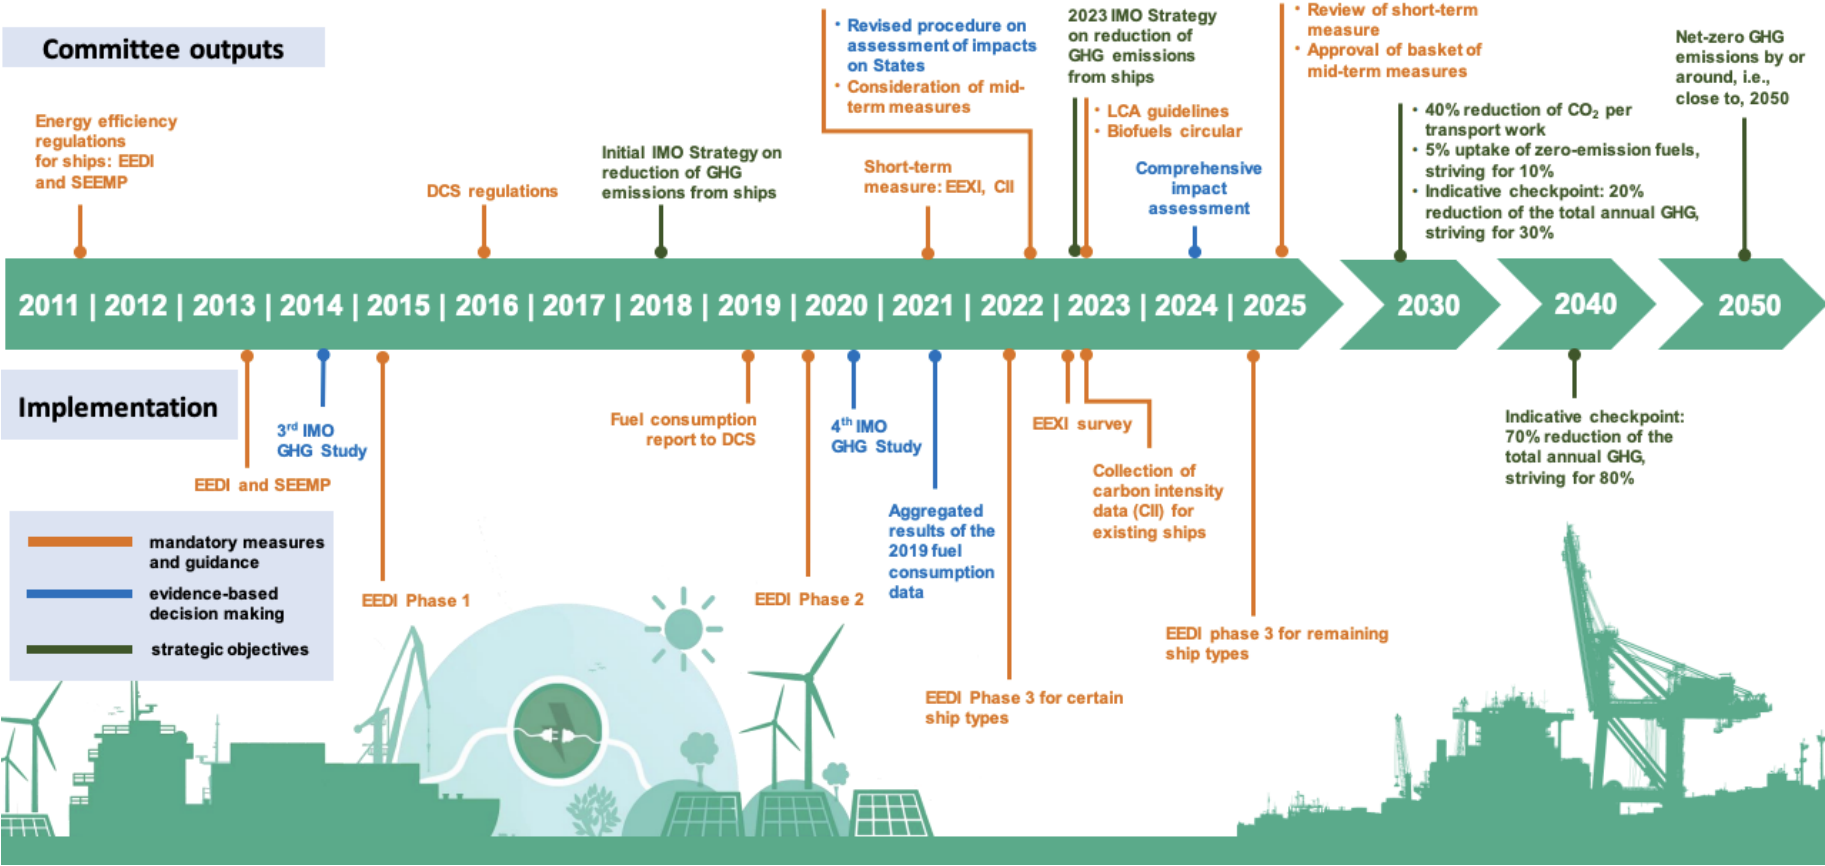 Committee outputs
Energy efficiency
regulations
for ships: EEDI
and SEEMP
DCS regulations
Initial IMO Strategy on
reduction of GHG
emissions from ships
• Revised procedure on
assessment of impacts
on States
• Consideration of mid-
term measures
Short-term
measure: EEXI, CII
2023 IMO Strategy
on reduction of
GHG emissions
from ships
• LCA guidelines
• Biofuels circular
Comprehensive
impact
assessment
• Review of short-term
measure
• Approval of basket of
mid-term measures
• 40% reduction of CO₂ per
transport work
• 5% uptake of zero-emission fuels,
striving for 10%
• Indicative checkpoint: 20%
reduction of the total annual GHG,
striving for 30%
Net-zero GHG
emissions by or
around, i.e.,
close to, 2050
2011 | 2012 | 2013 | 2014 | 2015 | 2016 | 2017 | 2018 | 2019 | 2020 | 2021 | 2022 | 2023 | 2024 | 2025
2030
2040
2050
Implementation
EEDI and SEEMP
3rd IMO
GHG Study
EEDI Phase 1
Fuel consumption
report to DCS
EEDI Phase 2
4th IMO
GHG Study
Aggregated
results of the
2019 fuel
consumption
data
EEDI Phase 3 for certain
ship types
EEXI survey
Collection of
carbon intensity
data (CII) for
existing ships
EEDI phase 3 for remaining
ship types
Indicative checkpoint:
70% reduction of the
total annual GHG,
striving for 80%
mandatory measures
and guidance
evidence-based
decision making
strategic objectives